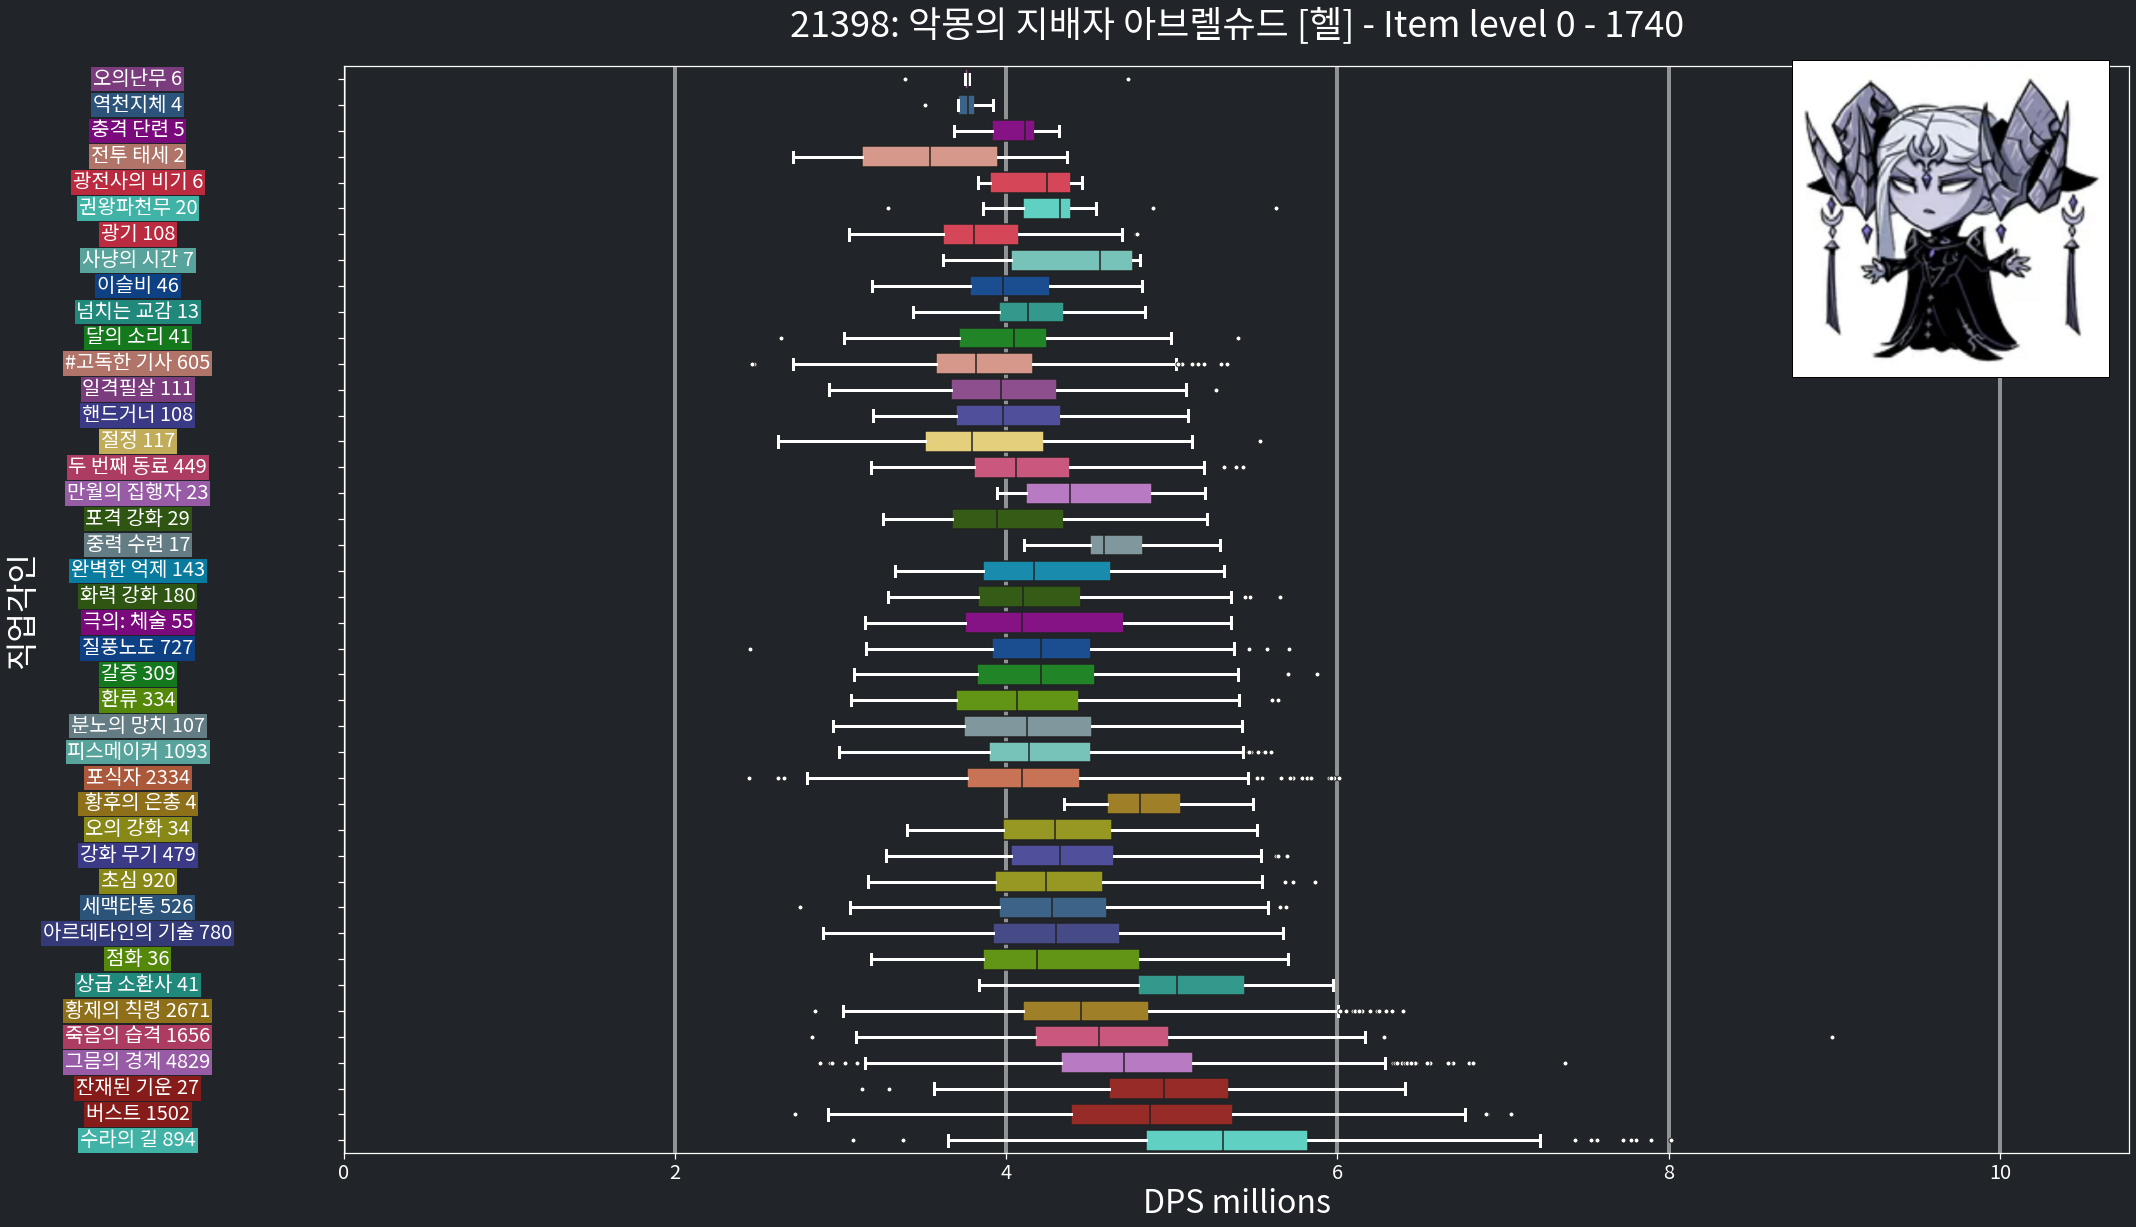 21398: 악몽의 지배자 아브렐슈드 [헬] - Item level 0 - 1740
오의난무 6
역천지체 4
충격 단련 5
전투 태세 2
광전사의 비기 6
권왕파천무 20
광기 108
사냥의 시간 7
이슬비 46
넘치는 교감 13
달의 소리 41
#고독한 기사 605
일격필살 111
핸드거너 108
절정 117
두 번째 동료 449
만월의 집행자 23
포격 강화 29
중력 수련 17
완벽한 억제 143
화력 강화 180
극의: 체술 55
질풍노도 727
갈증 309
환류 334
분노의 망치 107
피스메이커 1093
포식자 2334
황후의 은총 4
오의 강화 34
강화 무기 479
초심 920
세맥타통 526
아르데타인의 기술 780
점화 36
상급 소환사 41
황제의 칙령 2671
죽음의 습격 1656
그믐의 경계 4829
잔재된 기운 27
버스트 1502
수라의 길 894
직업각인
0 2 4 6 8 10
DPS millions